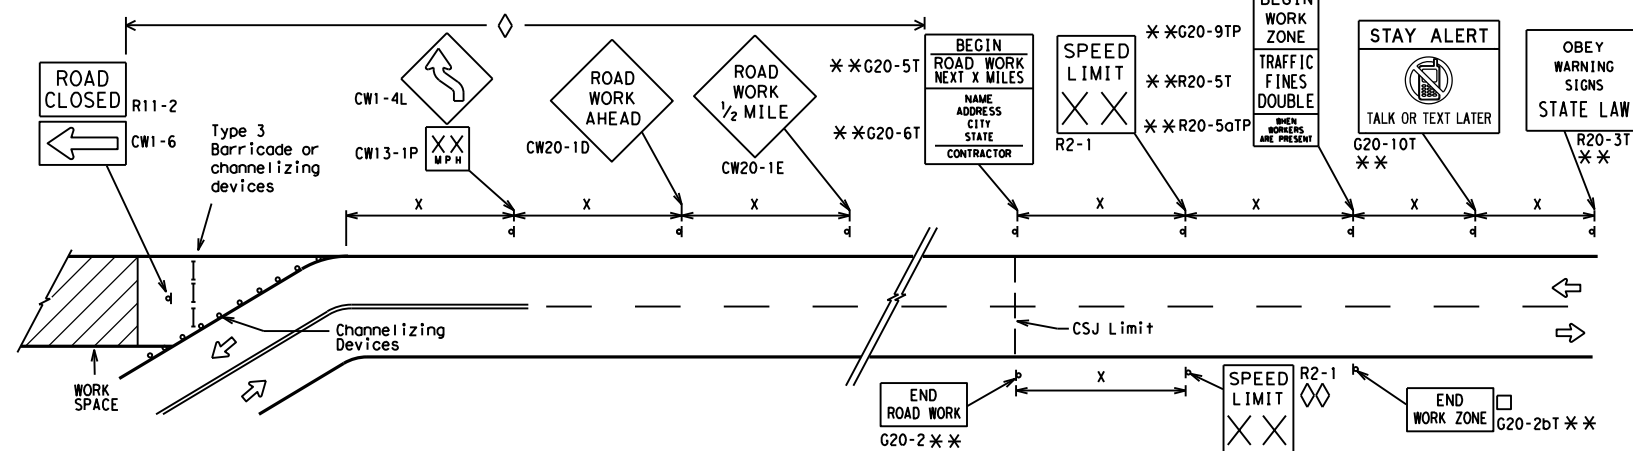 ROAD
CLOSED
R11-2
CW1-6
Type 3
Barricade or
channelizing
devices
CW1-4L
XX
MPH
CW13-1P
ROAD
WORK
AHEAD
CW20-1D
ROAD
WORK
1/2 MILE
CW20-1E
**G20-5T
BEGIN
ROAD WORK
NEXT X MILES
**G20-6T
NAME
ADDRESS
CITY
STATE
CONTRACTOR
SPEED
LIMIT
XX
R2-1
**G20-9TP
BEGIN
WORK
ZONE
**R20-5T
TRAFFIC
FINES
DOUBLE
**R20-5aTP
WHEN
WORKERS
ARE PRESENT
STAY ALERT
TALK OR TEXT LATER
G20-10T
**
OBEY
WARNING
SIGNS
STATE LAW
R20-3T
**
X
X
X
X
X
X
X
Channelizing
Devices
CSJ Limit
WORK
SPACE
END
ROAD WORK
G20-2**
X
SPEED
LIMIT
XX
R2-1
END
WORK ZONE
G20-2bT **